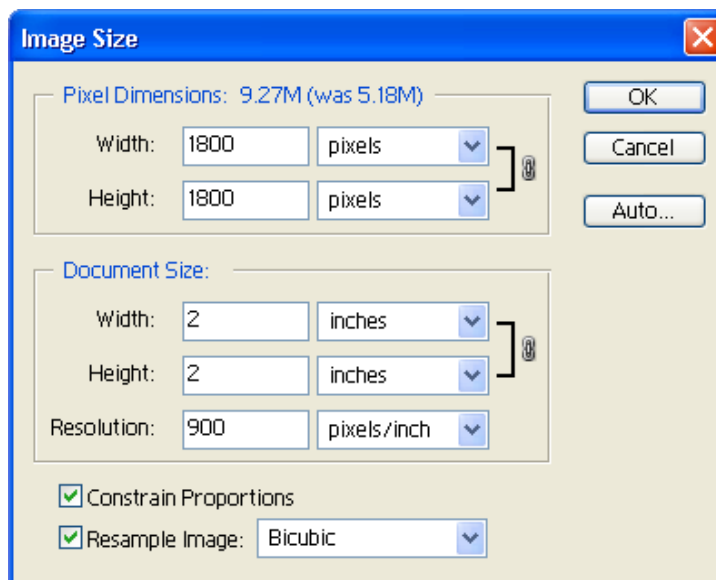 Image Size
Pixel Dimensions: 9.27M (was 5.18M)
OK
Width: 1800 pixels
Cancel
Height: 1800 pixels
Auto...
Document Size:
Width: 2 inches
Height: 2 inches
Resolution: 900 pixels/inch
Constrain Proportions
Resample Image: Bicubic